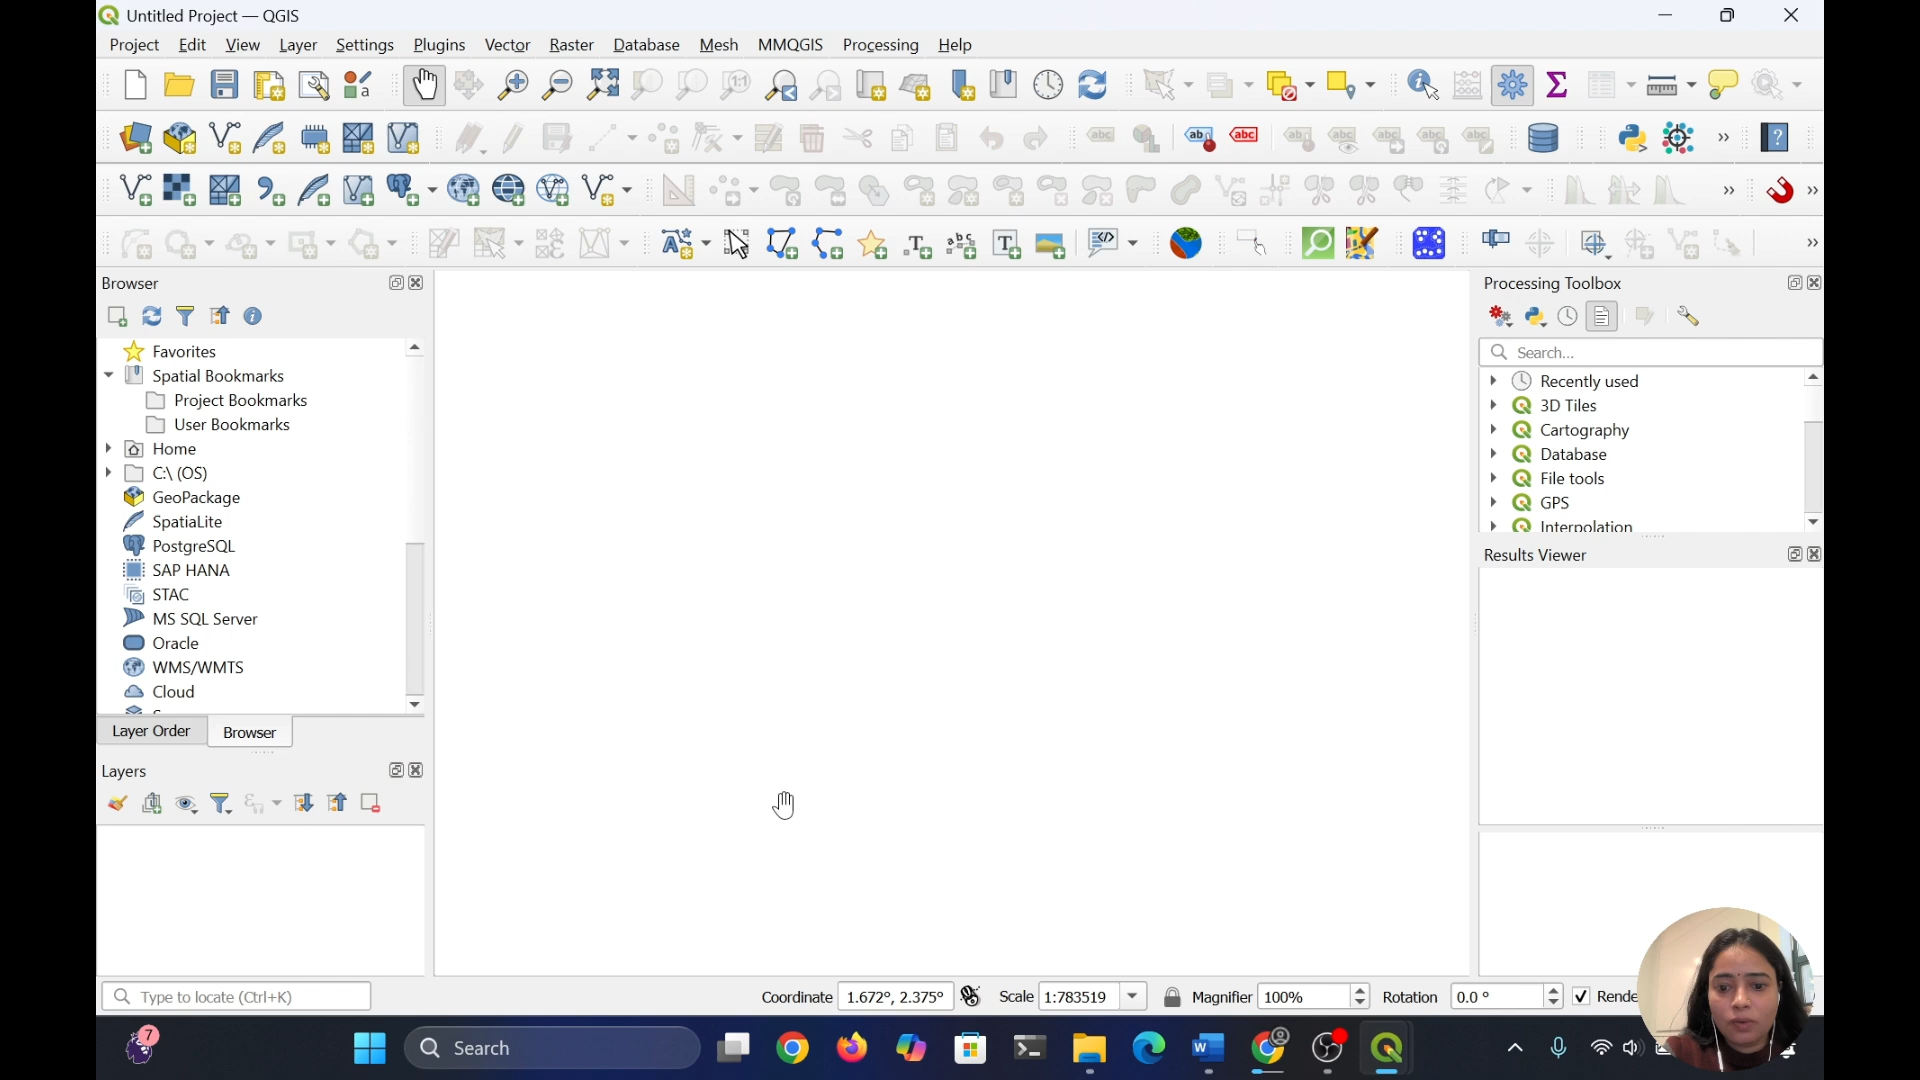 Untitled Project — QGIS
Project Edit View Layer Settings Plugins Vector Raster Database Mesh MMQGIS Processing Help
Browser
Favorites
Spatial Bookmarks
Project Bookmarks
User Bookmarks
Home
C:\ (OS)
GeoPackage
SpatiaLite
PostgreSQL
SAP HANA
STAC
MS SQL Server
Oracle
WMS/WMTS
Cloud
Layer Order Browser
Layers
Processing Toolbox
Search...
Recently used
3D Tiles
Cartography
Database
File tools
GPS
Interpolation
Results Viewer
Type to locate (Ctrl+K)
Coordinate 1.672°, 2.375° Scale 1:783519 Magnifier 100% Rotation 0.0 ° Rende
7
Search